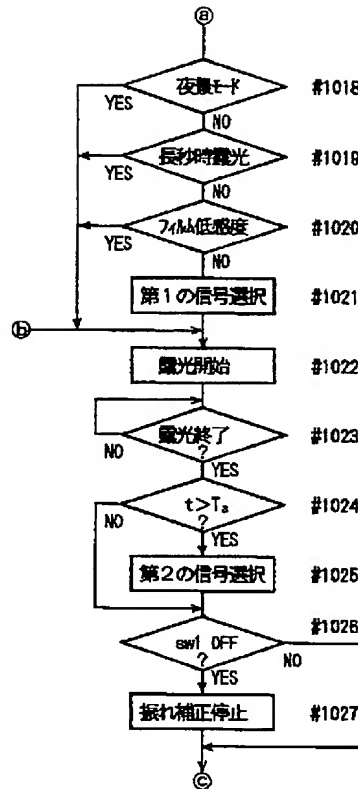 ⓐ
夜景ﾓｰﾄﾞ #1018
YES
NO
長秒時露光 #1019
YES
NO
ﾌｨﾙﾑ低感度 #1020
YES
NO
第1の信号選択 #1021
ⓑ
露光開始 #1022
露光終了 #1023
?
NO
YES
t>Ta #1024
?
NO
YES
第2の信号選択 #1025
#1026
sw1 OFF
?
NO
YES
振れ補正停止 #1027
ⓒ